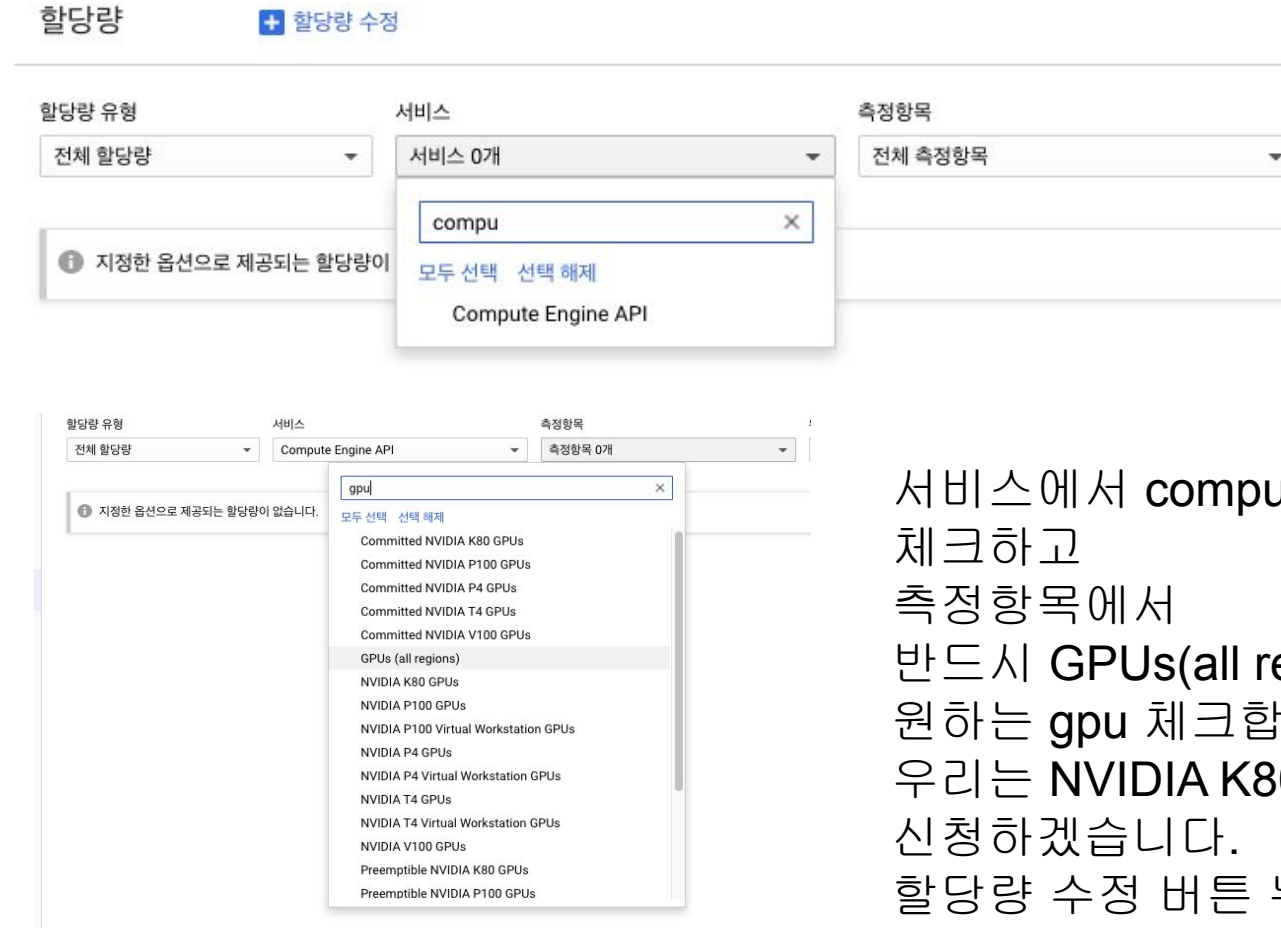 할당량
할당량 수정
할당량 유형 서비스 측정항목
전체 할당량 서비스 0개 전체 측정항목
compu
지정한 옵션으로 제공되는 할당량이
모두 선택 선택 해제
Compute Engine API
할당량 유형 서비스 측정항목
전체 할당량 Compute Engine API 측정항목 0개
gpu
지정한 옵션으로 제공되는 할당량이 없습니다.
모두 선택 선택 해제
Committed NVIDIA K80 GPUs
Committed NVIDIA P100 GPUs
Committed NVIDIA P4 GPUs
Committed NVIDIA T4 GPUs
Committed NVIDIA V100 GPUs
GPUs (all regions)
NVIDIA K80 GPUs
NVIDIA P100 GPUs
NVIDIA P100 Virtual Workstation GPUs
NVIDIA P4 GPUs
NVIDIA P4 Virtual Workstation GPUs
NVIDIA T4 GPUs
NVIDIA T4 Virtual Workstation GPUs
NVIDIA V100 GPUs
Preemptible NVIDIA K80 GPUs
Preemptible NVIDIA P100 GPUs
서비스에서 compu
체크하고
측정항목에서
반드시 GPUs(all re
원하는 gpu 체크합
우리는 NVIDIA K80
신청하겠습니다.
할당량 수정 버튼